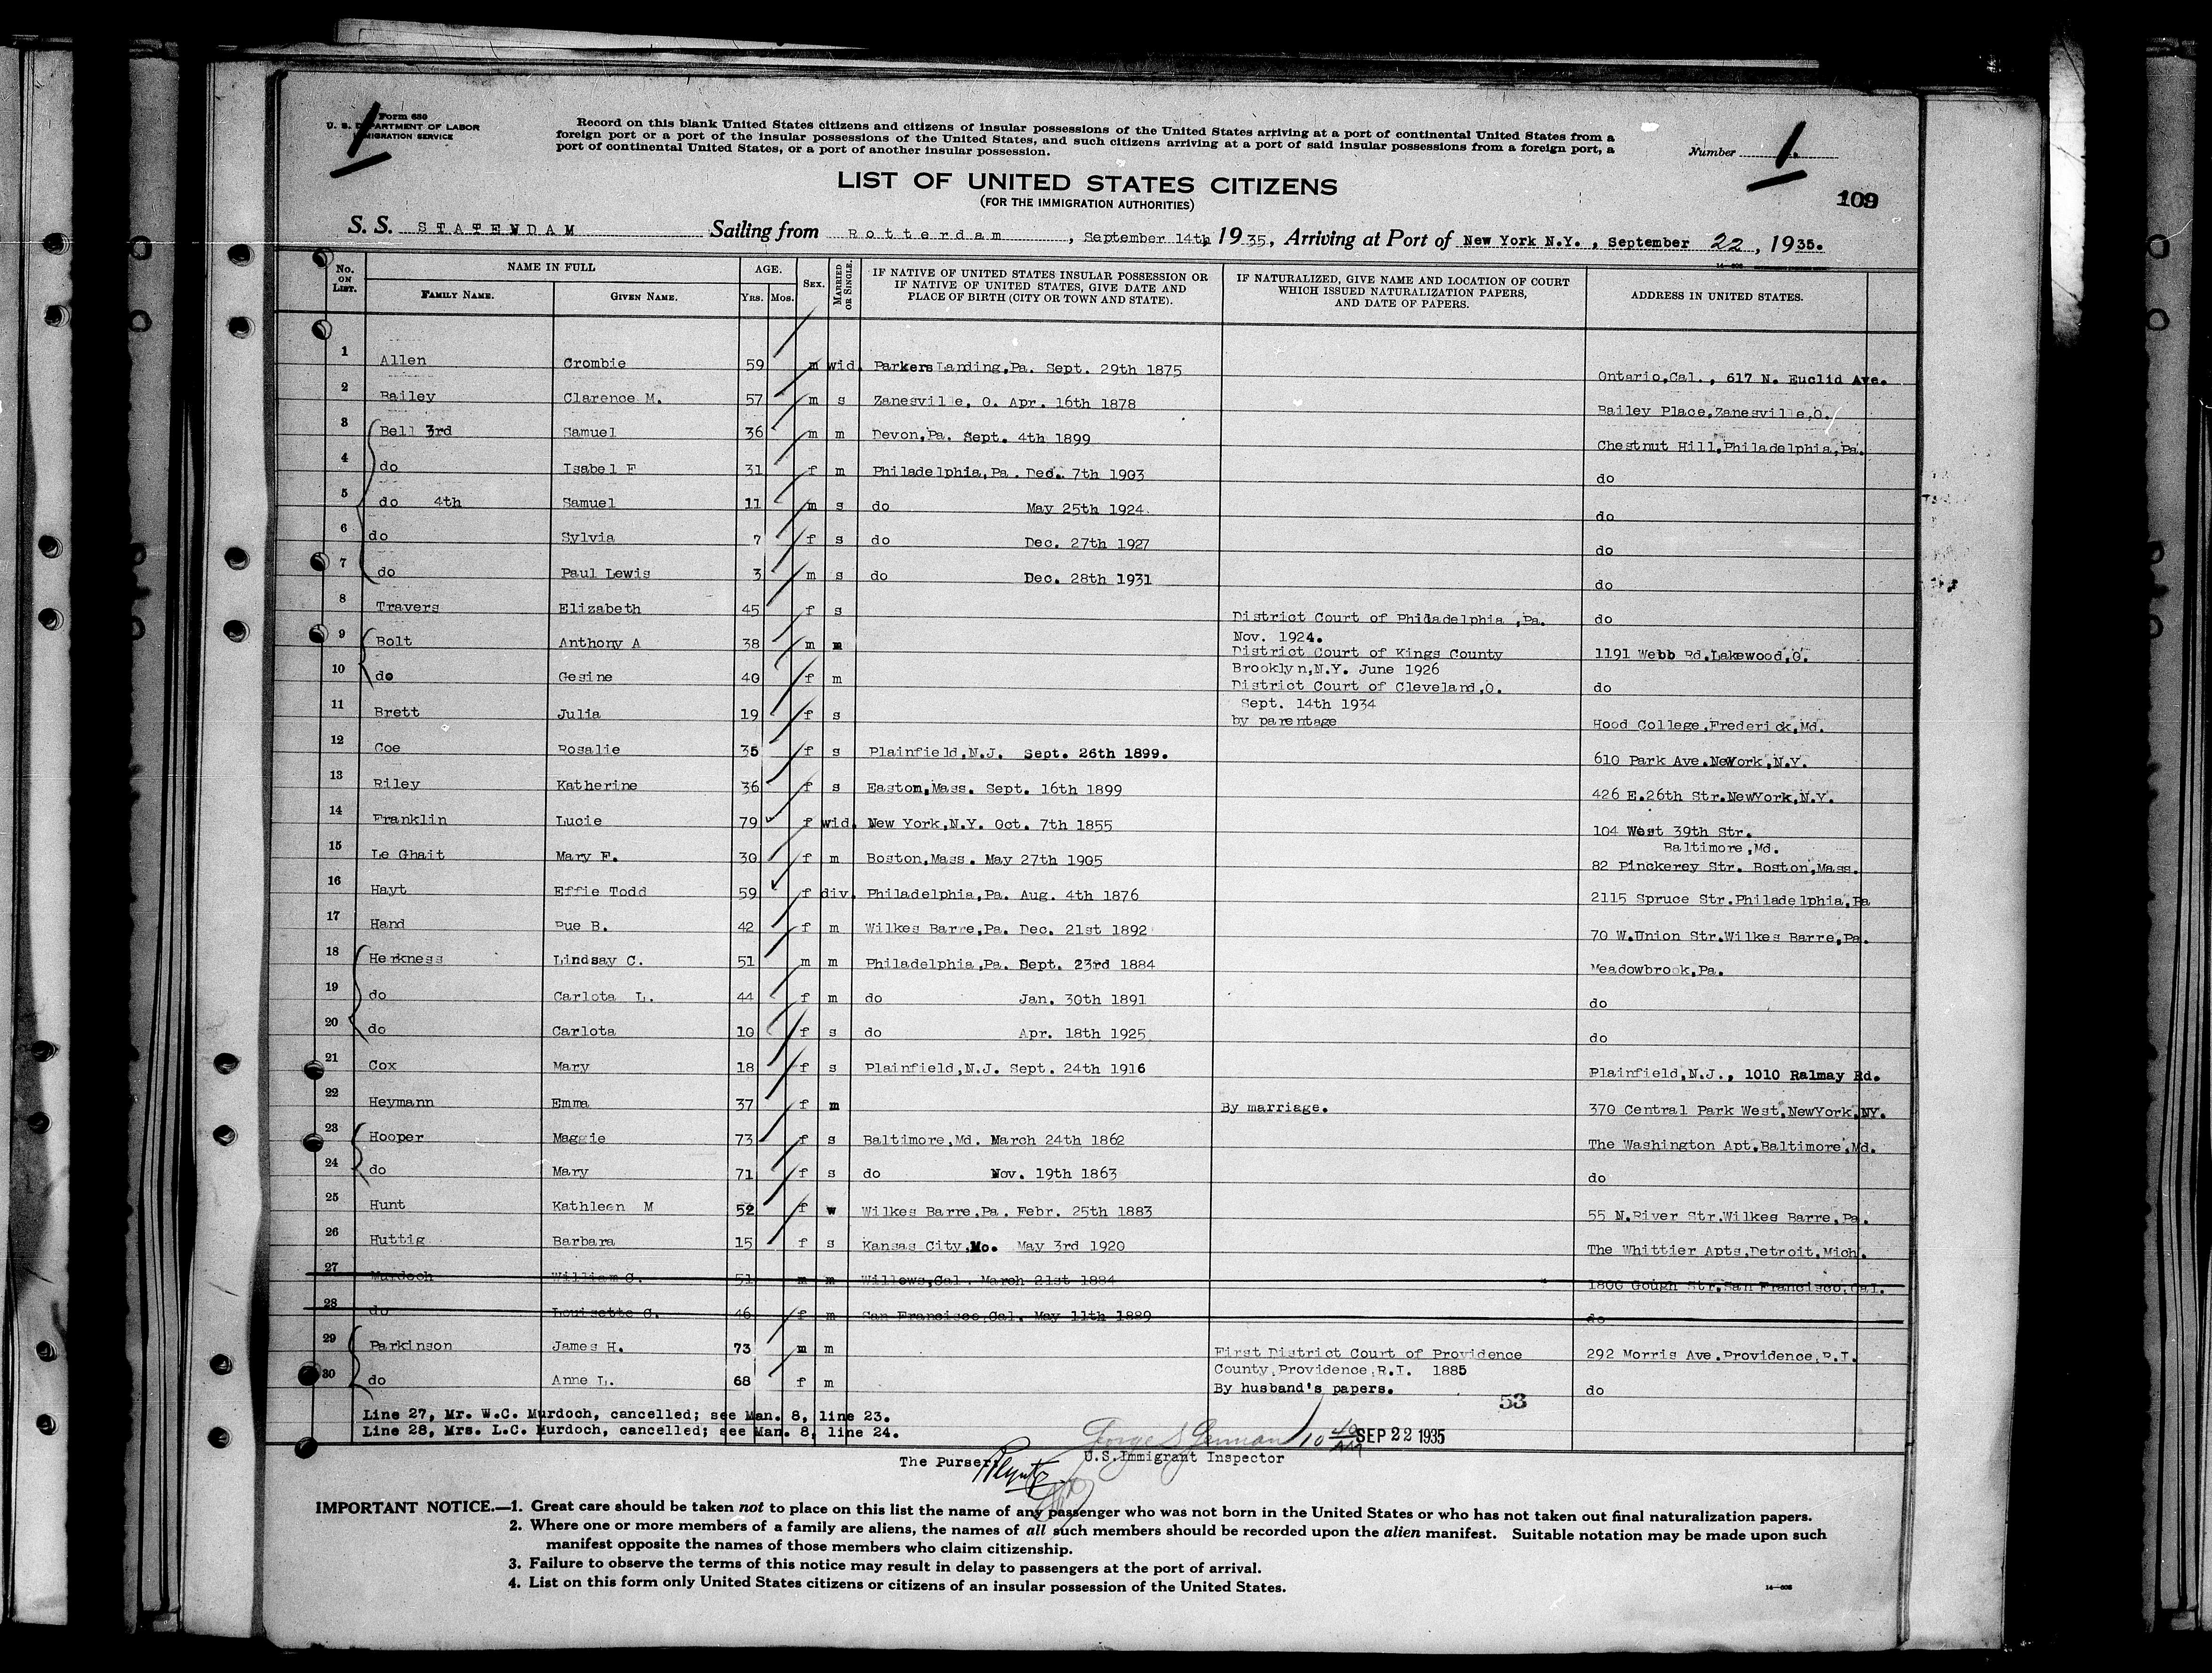 Form 630
U. S. DEPARTMENT OF LABOR
IMMIGRATION SERVICE
1
Record on this blank United States citizens and citizens of insular possessions of the United States arriving at a port of continental United States from a
foreign port or a port of the insular possessions of the United States, and such citizens arriving at a port of said insular possessions from a foreign port, a
port of continental United States, or a port of another insular possession.
Number 1.
LIST OF UNITED STATES CITIZENS
(FOR THE IMMIGRATION AUTHORITIES)
109
S. S. STATENDAM Sailing from Rotterdam, September 14th, 1935, Arriving at Port of New York N.Y., September 22, 1935.
No. ON LIST. NAME IN FULL FAMILY NAME. GIVEN NAME. AGE. YRS. MOS. SEX. MARRIED OR SINGLE. IF NATIVE OF UNITED STATES INSULAR POSSESSION OR IF NATIVE OF UNITED STATES, GIVE DATE AND PLACE OF BIRTH (CITY OR TOWN AND STATE). IF NATURALIZED, GIVE NAME AND LOCATION OF COURT WHICH ISSUED NATURALIZATION PAPERS, AND DATE OF PAPERS. ADDRESS IN UNITED STATES.
1 Allen Crombie 59 m wid. Parkers Landing,Pa. Sept. 29th 1875 Ontario,Cal., 617 N. Euclid Ave.
2 Bailey Clarence M. 57 m s Zanesville, O. Apr. 16th 1878 Bailey Place,Zanesville,O.
3 Bell 3rd Samuel 36 m m Devon,Pa. Sept. 4th 1899 Chestnut Hill,Philadelphia,Pa.
4 do Isabel F 31 f m Philadelphia,Pa. Dec. 7th 1903 do
5 do 4th Samuel 11 m s do May 25th 1924. do
6 do Sylvia 7 f s do Dec. 27th 1927 do
7 do Paul Lewis 3 m s do Dec. 28th 1931 do
8 Travers Elizabeth 45 f s District Court of Philadelphia ,Pa. do
Nov. 1924.
9 Bolt Anthony A 38 m m District Court of Kings County 1191 Webb Rd.Lakewood,O.
Brooklyn,N.Y. June 1926
10 do Gesine 40 f m District Court of Cleveland,O. do
Sept. 14th 1934
11 Brett Julia 19 f s by parentage Hood College,Frederick,Md.
12 Coe Rosalie 35 f s Plainfield,N.J. Sept. 26th 1899. 610 Park Ave.NewYork,N.Y.
13 Riley Katherine 36 f s Easton,Mass. Sept. 16th 1899 426 E.26th Str.NewYork,N.Y.
14 Franklin Lucie 79 f wid. New York,N.Y. Oct. 7th 1855 104 West 39th Str.
Baltimore,Md.
15 Le Ghait Mary F. 30 f m Boston,Mass. May 27th 1905 82 Pinckerey Str. Boston,Mass.
16 Hayt Effie Todd 59 f div. Philadelphia,Pa. Aug. 4th 1876 2115 Spruce Str.Philadelphia,Pa
17 Hand Rue B. 42 f m Wilkes Barre,Pa. Dec. 21st 1892 70 W.Union Str.Wilkes Barre,Pa.
18 Herkness Lindsay C. 51 m m Philadelphia,Pa. Sept. 23rd 1884 Meadowbrook,Pa.
19 do Carlota L. 44 f m do Jan. 30th 1891 do
20 do Carlota 10 f s do Apr. 18th 1925. do
21 Cox Mary 18 f s Plainfield,N.J. Sept. 24th 1916 Plainfield,N.J., 1010 Ralmay Rd.
22 Heymann Emma 37 f m By marriage. 370 Central Park West,NewYork,NY.
23 Hooper Maggie 73 f s Baltimore,Md. March 24th 1862 The Washington Apt.Baltimore,Md.
24 do Mary 71 f s do Nov. 19th 1863 do
25 Hunt Kathleen M 52 f w Wilkes Barre,Pa. Febr. 25th 1883 55 N.River Str.Wilkes Barre,Pa.
26 Huttig Barbara 15 f s Kansas City,Mo. May 3rd 1920 The Whittier Apts.Detroit,Mich.
27 Murdoch William C. 51 m m Willows,Cal. March 21st 1884 1800 Gough Str.San Francisco,Cal.
28 do Louisette C. 46 f m San Francisco,Cal. May 11th 1889 do
29 Parkinson James H. 73 m m First District Court of Providence 292 Morris Ave.Providence,R.I.
County,Providence,R.I. 1885
30 do Anne L. 68 f m By husband's papers. do
53
Line 27, Mr. W.C. Murdoch, cancelled; see Man. 8, line 23.
Line 28, Mrs. L.C. Murdoch, cancelled; see Man. 8, line 24.
10 40 AM SEP 22 1935
The Purser U.S.Immigrant Inspector
IMPORTANT NOTICE.—1. Great care should be taken not to place on this list the name of any passenger who was not born in the United States or who has not taken out final naturalization papers.
2. Where one or more members of a family are aliens, the names of all such members should be recorded upon the alien manifest. Suitable notation may be made upon such
manifest opposite the names of those members who claim citizenship.
3. Failure to observe the terms of this notice may result in delay to passengers at the port of arrival.
4. List on this form only United States citizens or citizens of an insular possession of the United States.